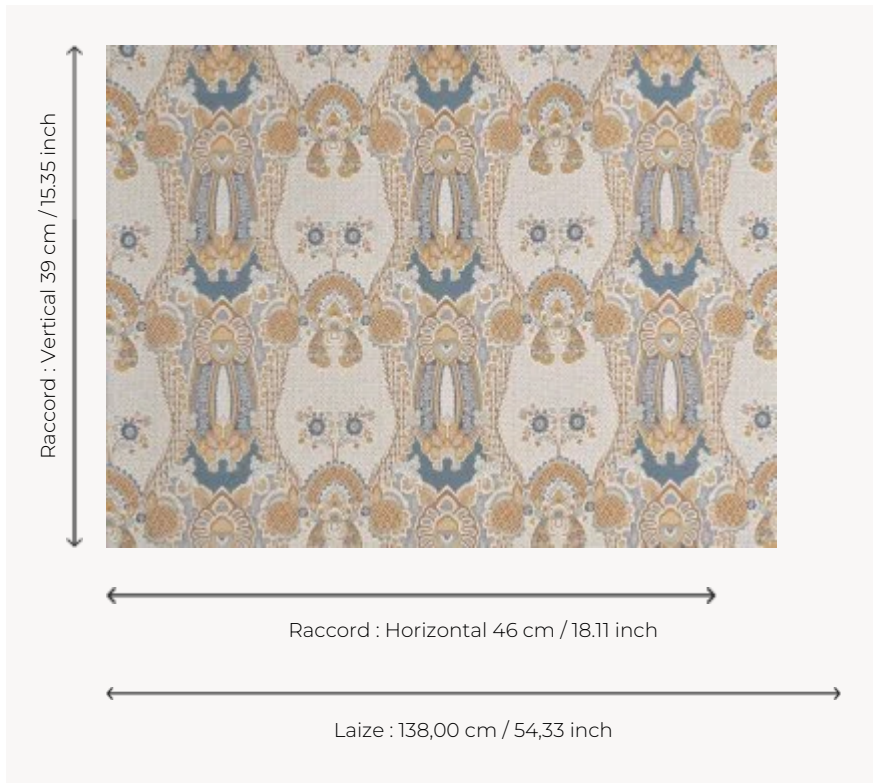 Raccord : Vertical 39 cm / 15.35 inch
Raccord : Horizontal 46 cm / 18.11 inch
Laize : 138,00 cm / 54,33 inch